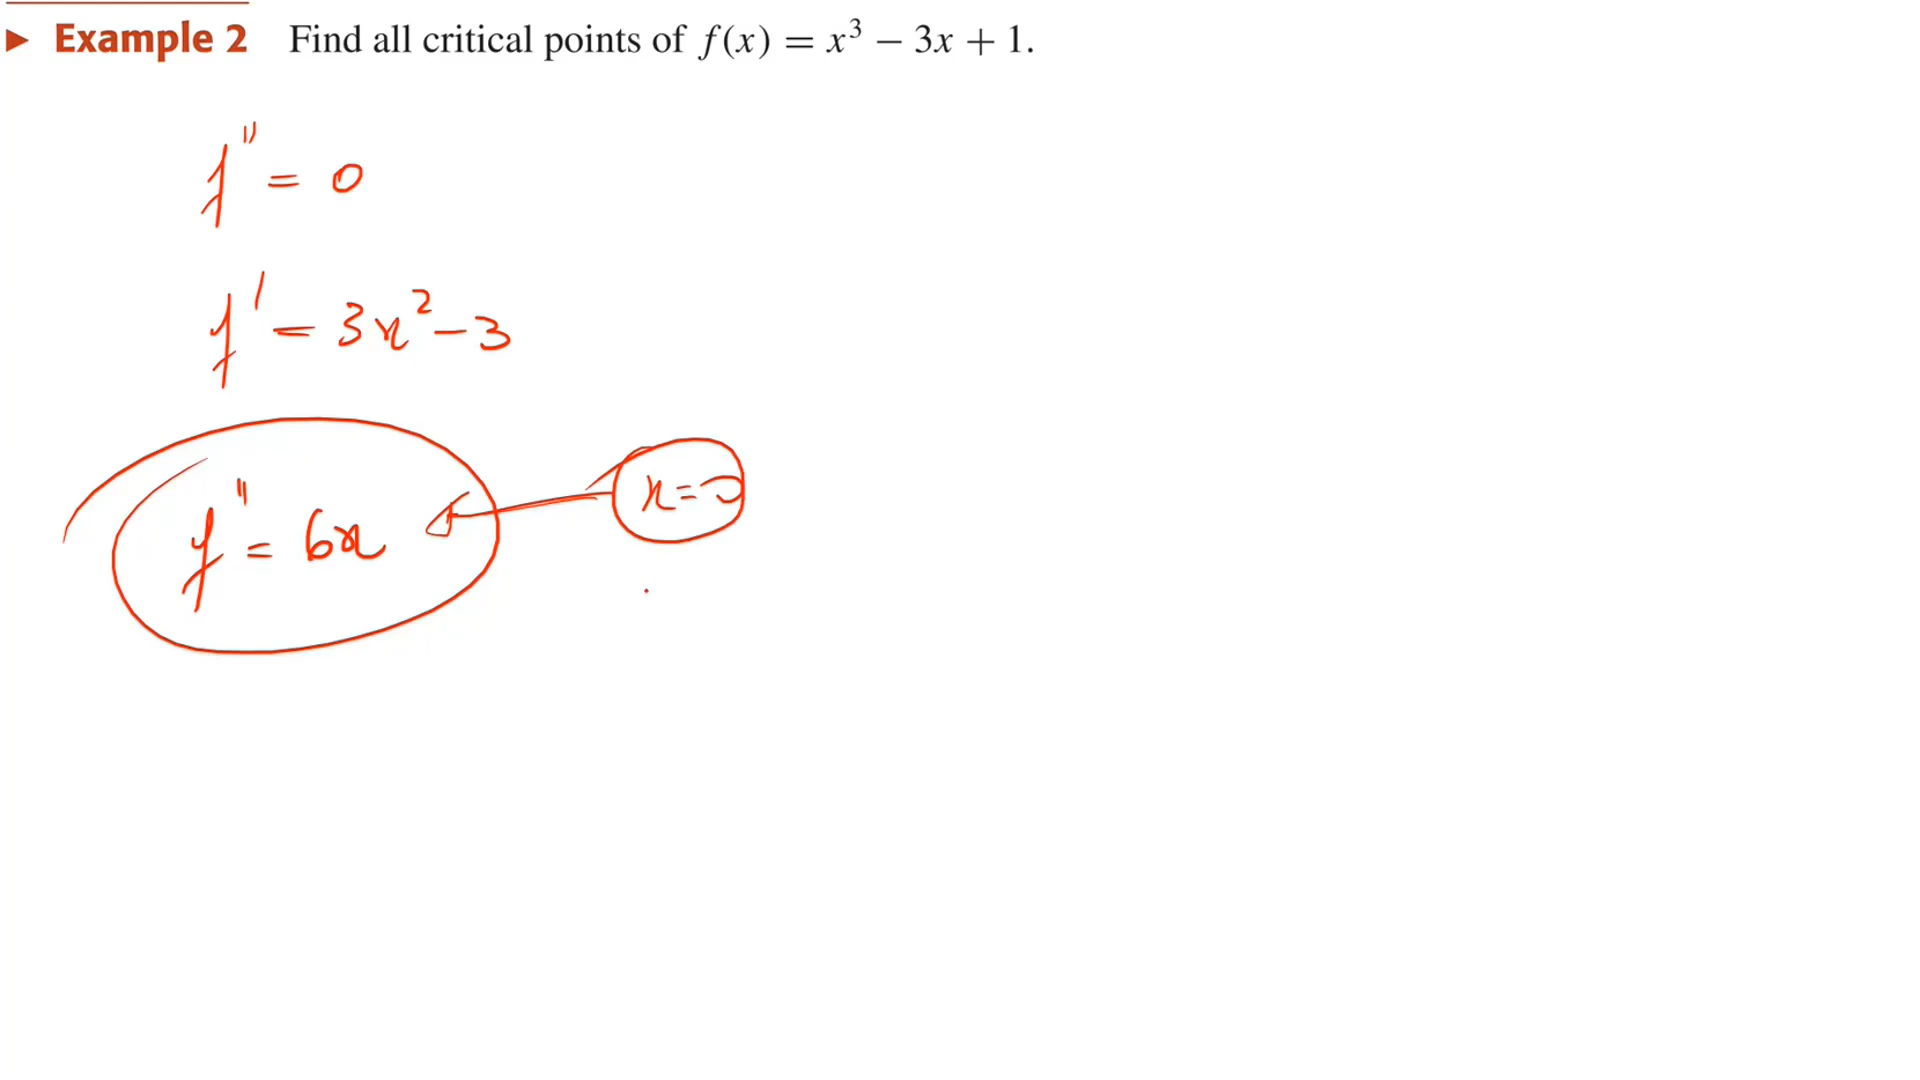 ▶ Example 2 Find all critical points of f(x) = x³ − 3x + 1.
f'' = 0
f' = 3x² − 3
f'' = 6x
x = 0